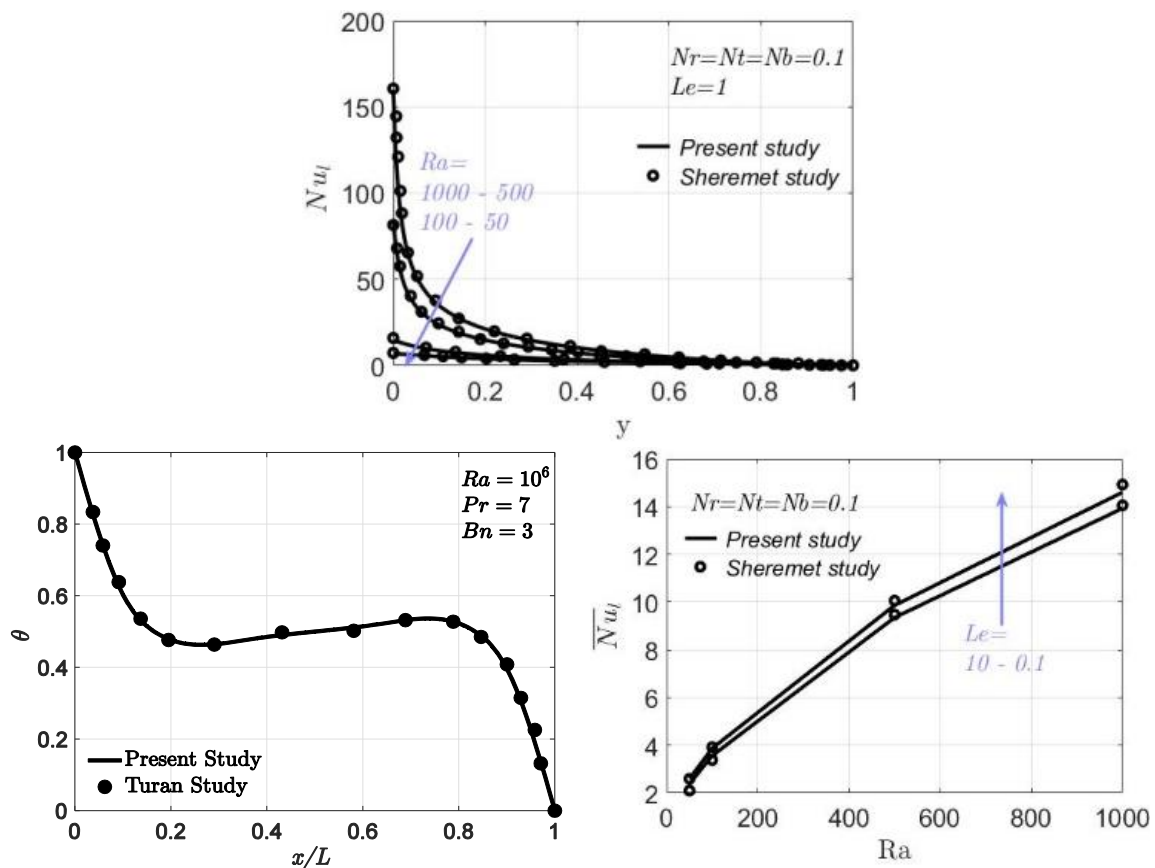 200
150
100
50
0
Nu_l
Nr=Nt=Nb=0.1
Le=1
Present study
Sheremet study
Ra=
1000 - 500
100 - 50
0 0.2 0.4 0.6 0.8 1
y
1
0.8
0.6
0.4
0.2
0
θ
Ra = 10⁶
Pr = 7
Bn = 3
Present Study
Turan Study
0 0.2 0.4 0.6 0.8 1
x/L
16
14
12
10
8
6
4
2
N̅u̅_l
Nr=Nt=Nb=0.1
Present study
Sheremet study
Le=
10 - 0.1
0 200 400 600 800 1000
Ra